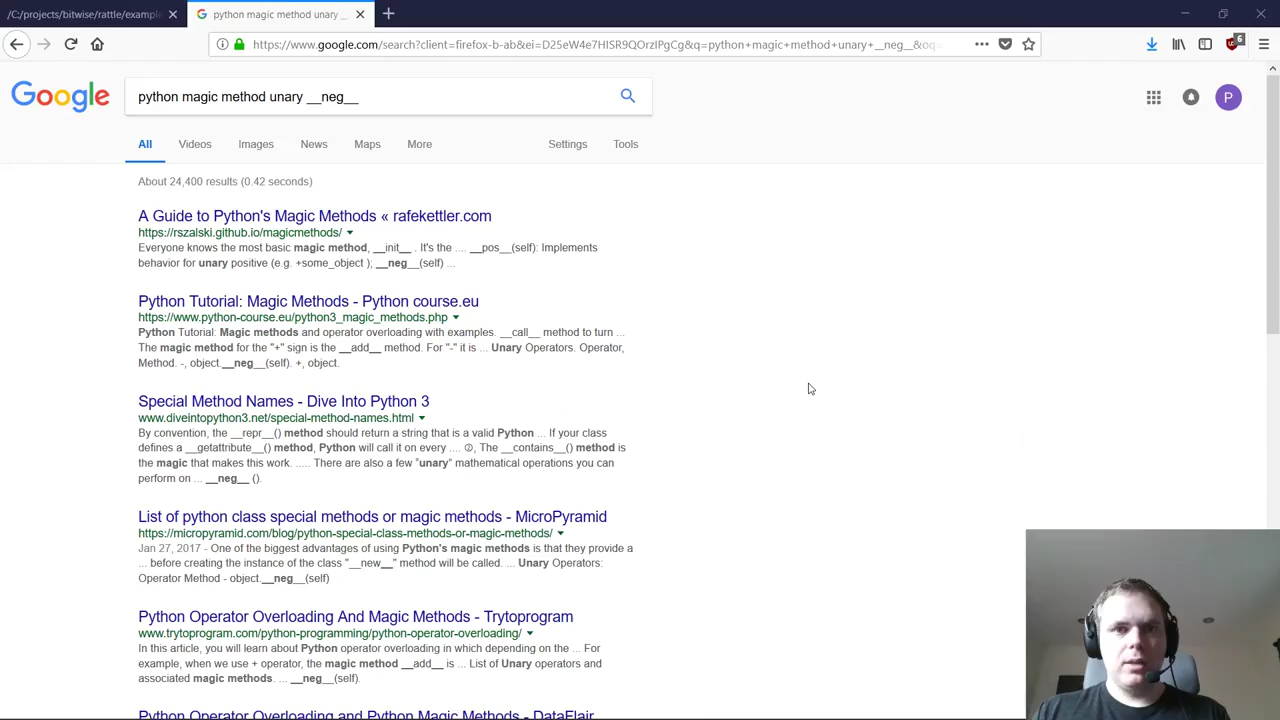 /C:/projects/bitwise/rattle/example
python magic method unary __
https://www.google.com/search?client=firefox-b-ab&ei=D25eW4e7HISR9QOrzIPgCg&q=python+magic+method+unary+__neg__&oq=
6
Google
python magic method unary __neg__
P
All
Videos
Images
News
Maps
More
Settings
Tools
About 24,400 results (0.42 seconds)
A Guide to Python's Magic Methods « rafekettler.com
https://rszalski.github.io/magicmethods/
Everyone knows the most basic magic method, __init__ . It's the .... __pos__(self): Implements
behavior for unary positive (e.g. +some_object ); __neg__(self) ...
Python Tutorial: Magic Methods - Python course.eu
https://www.python-course.eu/python3_magic_methods.php
Python Tutorial: Magic methods and operator overloading with examples. __call__ method to turn ...
The magic method for the "+" sign is the __add__ method. For "-" it is ... Unary Operators. Operator,
Method. -, object.__neg__(self). +, object.
Special Method Names - Dive Into Python 3
www.diveintopython3.net/special-method-names.html
By convention, the __repr__() method should return a string that is a valid Python ... If your class
defines a __getattribute__() method, Python will call it on every .... ②, The __contains__() method is
the magic that makes this work. ..... There are also a few "unary" mathematical operations you can
perform on ... __neg__ ().
List of python class special methods or magic methods - MicroPyramid
https://micropyramid.com/blog/python-special-class-methods-or-magic-methods/
Jan 27, 2017 - One of the biggest advantages of using Python's magic methods is that they provide a
... before creating the instance of the class "__new__" method will be called. ... Unary Operators:
Operator Method - object.__neg__(self)
Python Operator Overloading And Magic Methods - Trytoprogram
www.trytoprogram.com/python-programming/python-operator-overloading/
In this article, you will learn about Python operator overloading in which depending on the ... For
example, when we use + operator, the magic method __add__ is ... List of Unary operators and
associated magic methods. ... __neg__(self).
Python Operator Overloading and Python Magic Methods - DataFlair